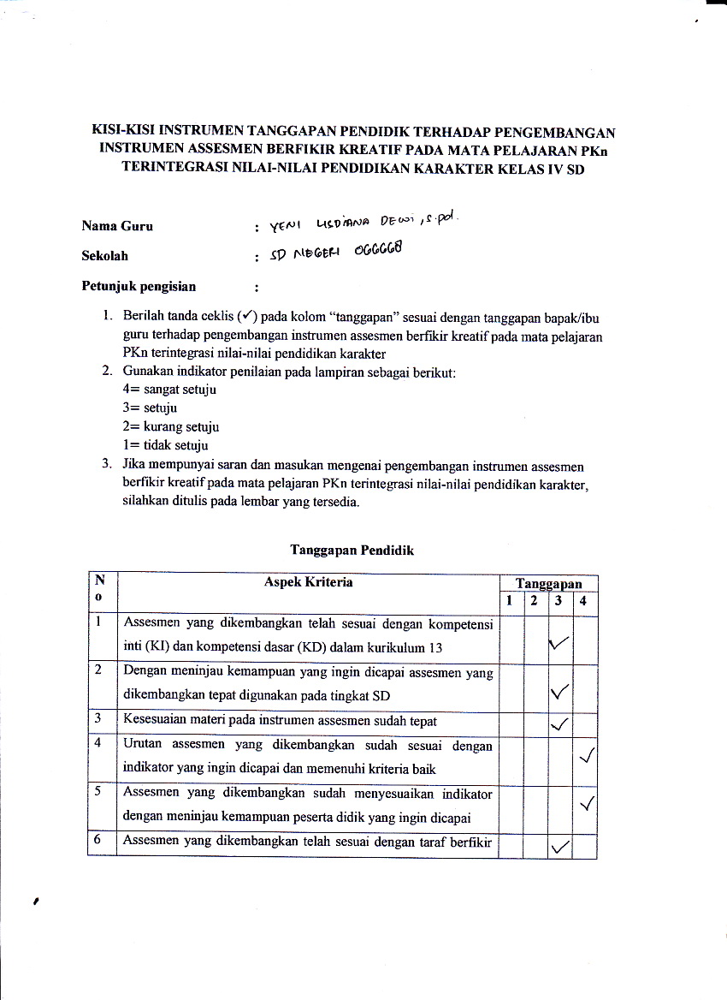 KISI-KISI INSTRUMEN TANGGAPAN PENDIDIK TERHADAP PENGEMBANGAN
INSTRUMEN ASSESMEN BERFIKIR KREATIF PADA MATA PELAJARAN PKn
TERINTEGRASI NILAI-NILAI PENDIDIKAN KARAKTER KELAS IV SD
Nama Guru : YENI LISDIANA DEWI, S.Pd.
Sekolah : SD NEGERI 066668
Petunjuk pengisian :
1. Berilah tanda ceklis (✓) pada kolom “tanggapan” sesuai dengan tanggapan bapak/ibu
guru terhadap pengembangan instrumen assesmen berfikir kreatif pada mata pelajaran
PKn terintegrasi nilai-nilai pendidikan karakter
2. Gunakan indikator penilaian pada lampiran sebagai berikut:
4= sangat setuju
3= setuju
2= kurang setuju
1= tidak setuju
3. Jika mempunyai saran dan masukan mengenai pengembangan instrumen assesmen
berfikir kreatif pada mata pelajaran PKn terintegrasi nilai-nilai pendidikan karakter,
silahkan ditulis pada lembar yang tersedia.
Tanggapan Pendidik
No Aspek Kriteria Tanggapan
1 2 3 4
1 Assesmen yang dikembangkan telah sesuai dengan kompetensi
inti (KI) dan kompetensi dasar (KD) dalam kurikulum 13 ✓
2 Dengan meninjau kemampuan yang ingin dicapai assesmen yang
dikembangkan tepat digunakan pada tingkat SD ✓
3 Kesesuaian materi pada instrumen assesmen sudah tepat ✓
4 Urutan assesmen yang dikembangkan sudah sesuai dengan
indikator yang ingin dicapai dan memenuhi kriteria baik ✓
5 Assesmen yang dikembangkan sudah menyesuaikan indikator
dengan meninjau kemampuan peserta didik yang ingin dicapai ✓
6 Assesmen yang dikembangkan telah sesuai dengan taraf berfikir ✓